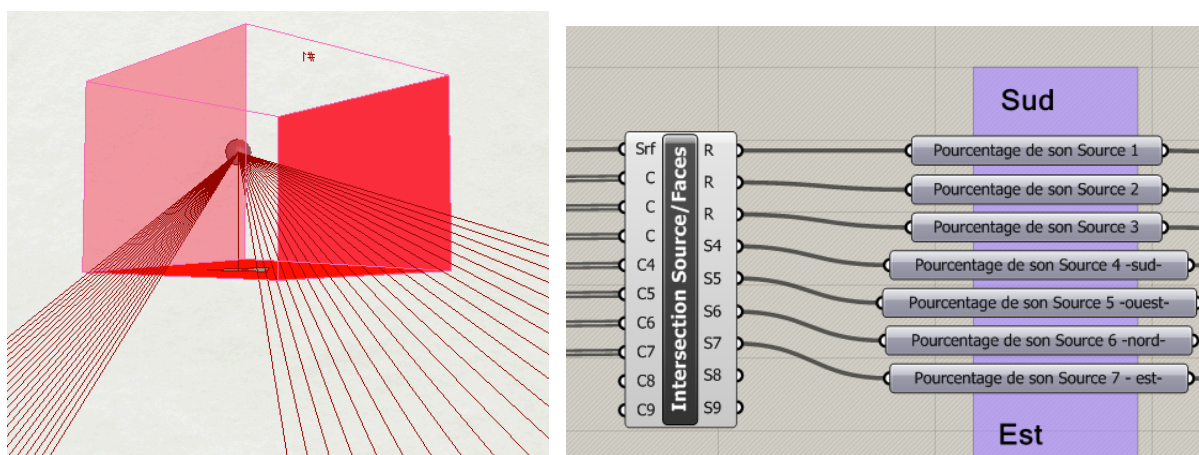 1#
Sud
Srf
C
C
C
C4
C5
C6
C7
C8
C9
Intersection Source/Faces
R
R
R
S4
S5
S6
S7
S8
S9
Pourcentage de son Source 1
Pourcentage de son Source 2
Pourcentage de son Source 3
Pourcentage de son Source 4 -sud-
Pourcentage de son Source 5 -ouest-
Pourcentage de son Source 6 -nord-
Pourcentage de son Source 7 - est-
Est